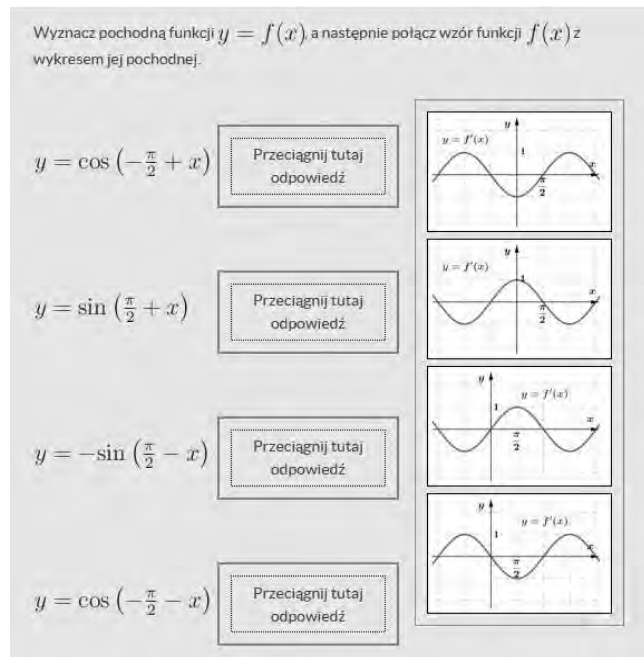 Wyznacz pochodną funkcji y = f(x), a następnie połącz wzór funkcji f(x) z
wykresem jej pochodnej.
y = cos (-π/2 + x)
Przeciągnij tutaj
odpowiedź
y = sin (π/2 + x)
Przeciągnij tutaj
odpowiedź
y = -sin (π/2 - x)
Przeciągnij tutaj
odpowiedź
y = cos (-π/2 - x)
Przeciągnij tutaj
odpowiedź
y
y = f'(x)
1
x
π/2
y
y = f'(x)
1
x
π/2
y
y = f'(x)
1
x
π/2
y
y = f'(x)
1
x
π/2